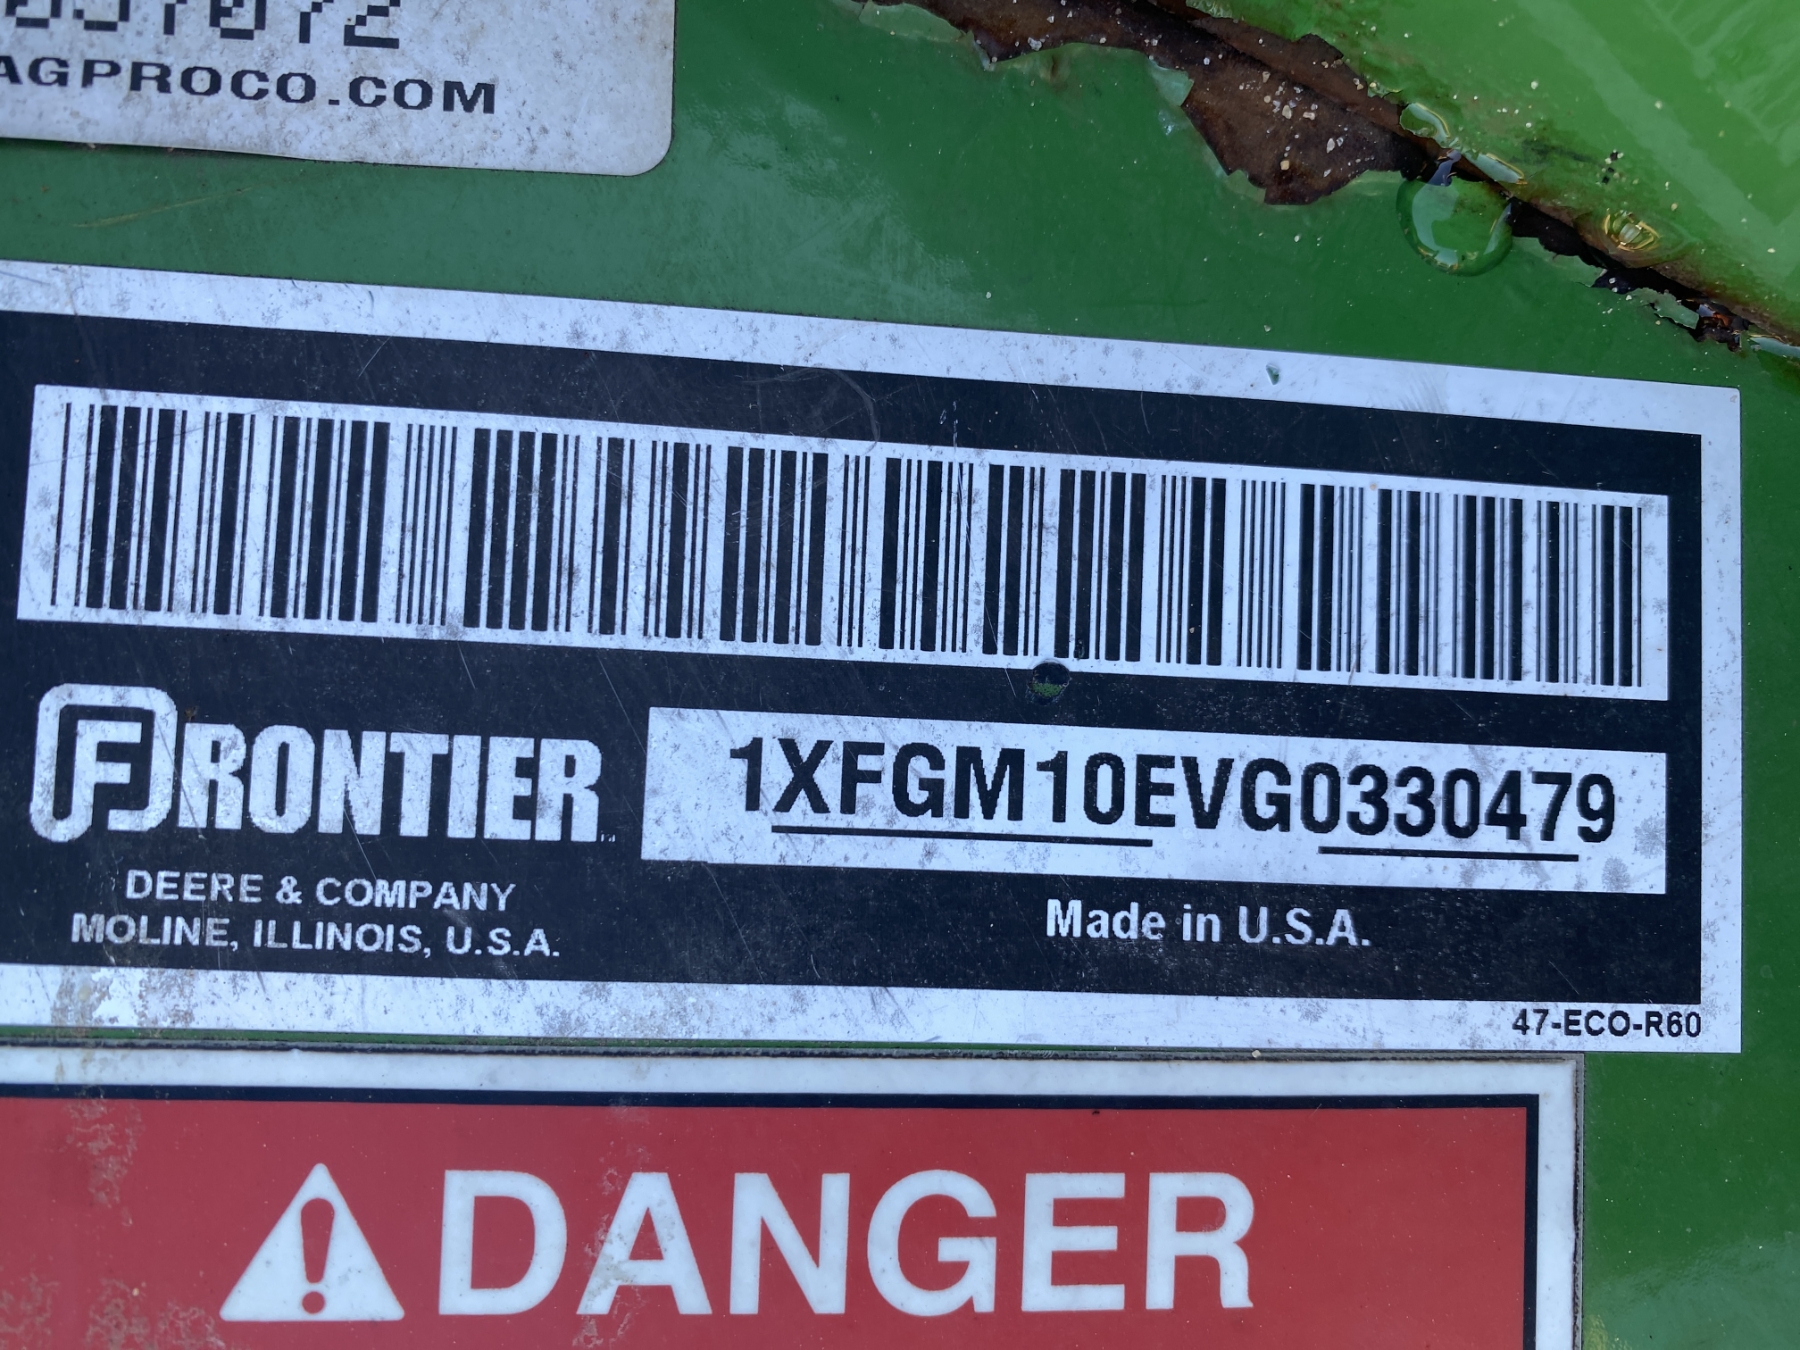 AGPROCO.COM
FRONTIER
1XFGM10EVG0330479
DEERE & COMPANY
MOLINE, ILLINOIS, U.S.A.
Made in U.S.A.
47-ECO-R60
DANGER